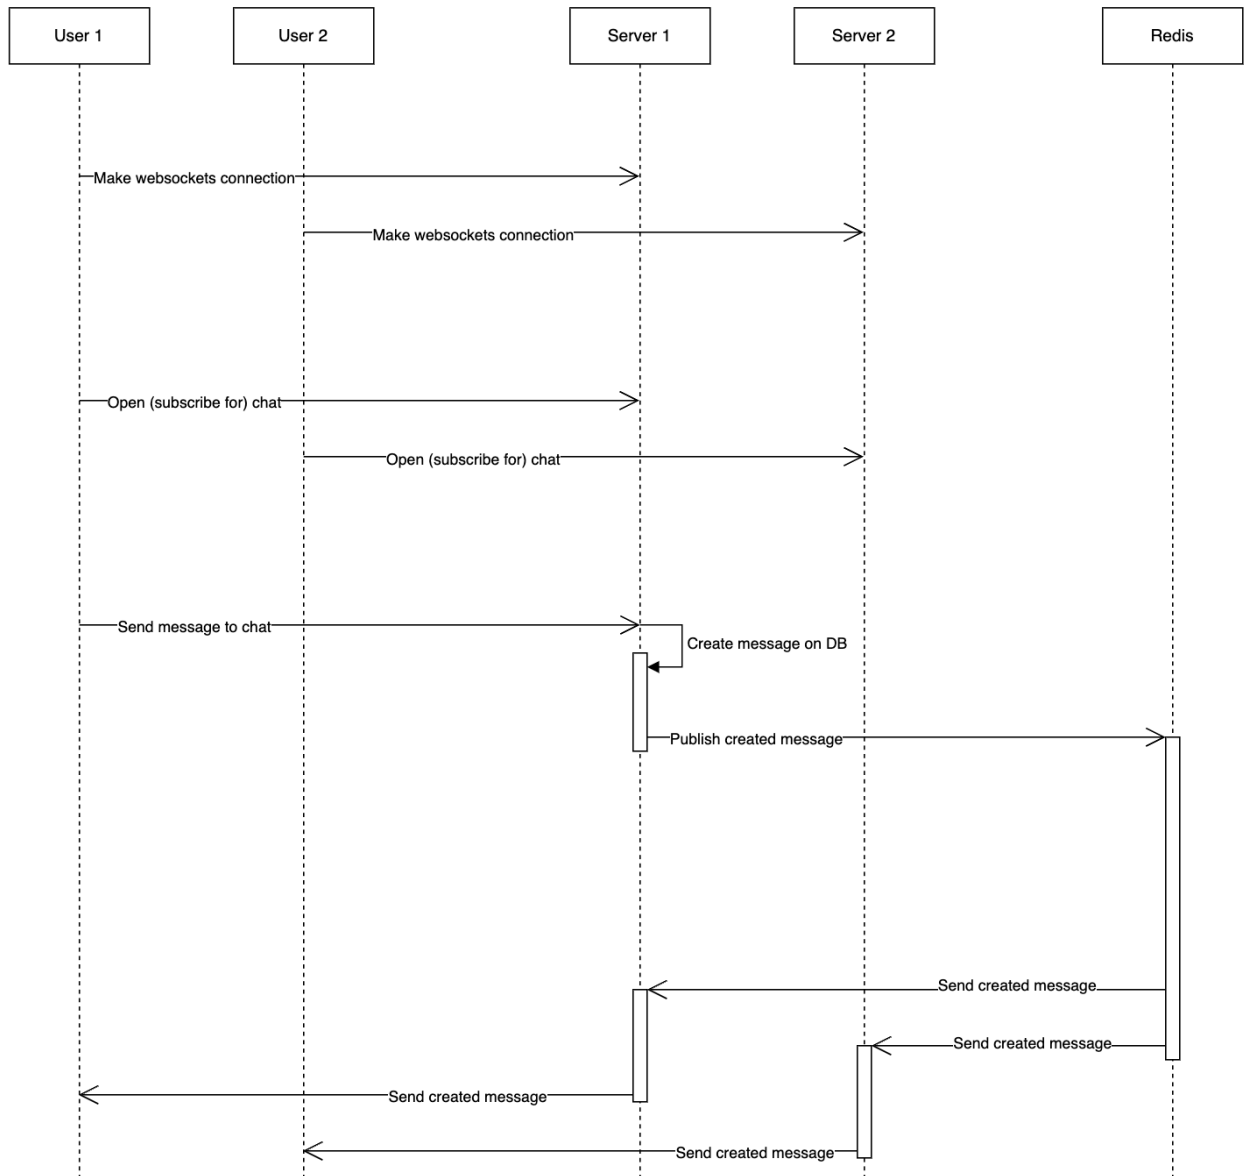 User 1
User 2
Server 1
Server 2
Redis
Make websockets connection
Make websockets connection
Open (subscribe for) chat
Open (subscribe for) chat
Send message to chat
Create message on DB
Publish created message
Send created message
Send created message
Send created message
Send created message